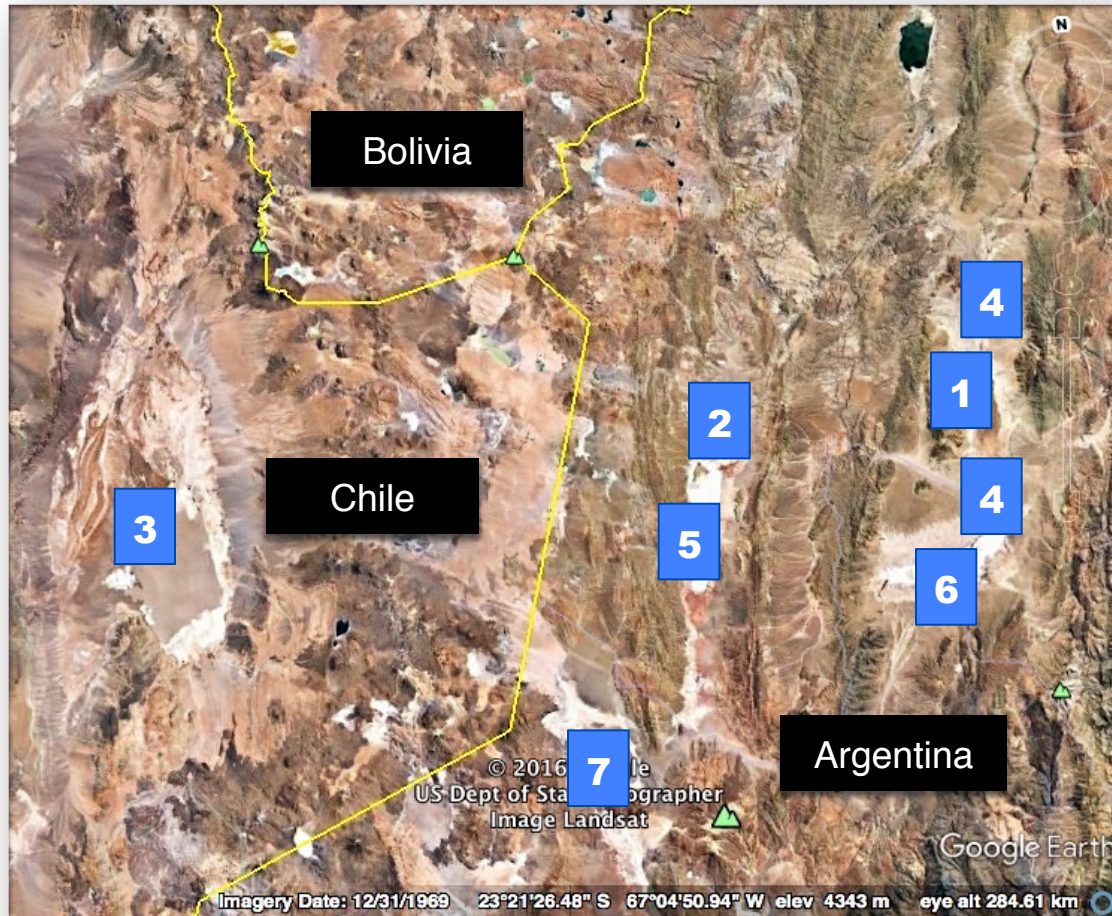 N
Bolivia
4
1
2
Chile
4
3
5
6
Argentina
7
© 2016
US Dept of Sta ographer
Image Landsat
Google Earth
Imagery Date: 12/31/1969 23°21'26.48" S 67°04'50.94" W elev 4343 m eye alt 284.61 km